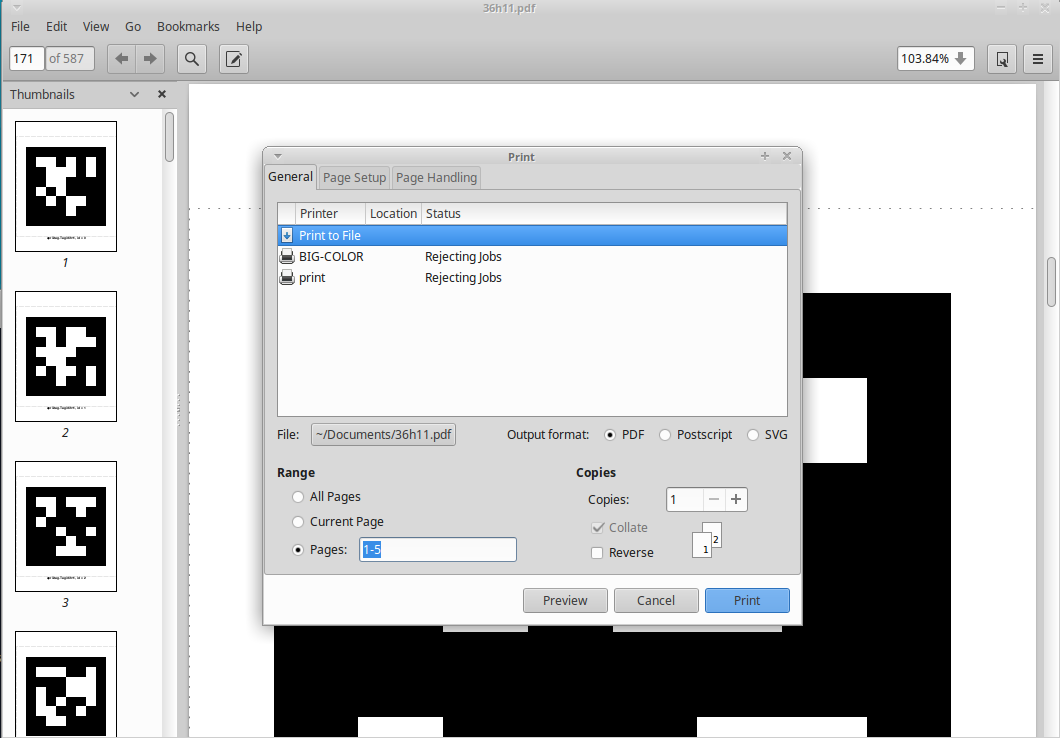 36h11.pdf
File Edit View Go Bookmarks Help
171 of 587 103.84%
Thumbnails
1
2
3
Print
General Page Setup Page Handling
Printer Location Status
Print to File
BIG-COLOR Rejecting Jobs
print Rejecting Jobs
File: ~/Documents/36h11.pdf Output format: PDF Postscript SVG
Range Copies
All Pages Copies: 1
Current Page Collate
Pages: 1-5 Reverse
1 2
Preview Cancel Print